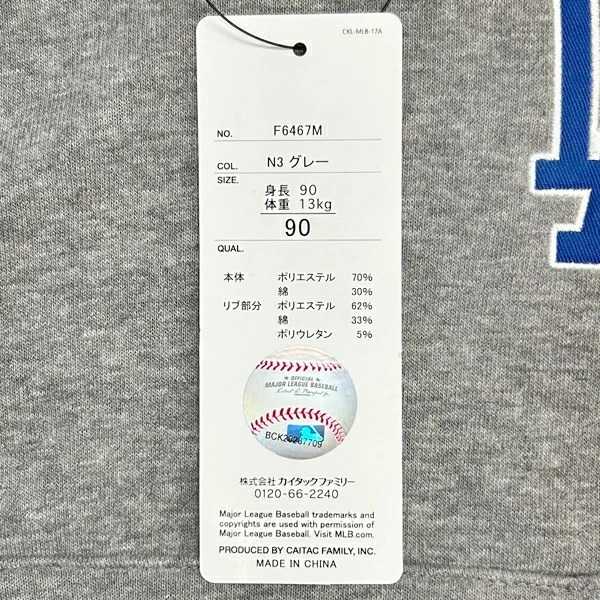 CKL-MLB-17A
NO. F6467M
COL. N3 グレー
SIZE.
身長 90
体重 13kg
90
QUAL.
本体 ポリエステル 70%
綿 30%
リブ部分 ポリエステル 62%
綿 33%
ポリウレタン 5%
OFFICIAL
MAJOR LEAGUE BASEBALL
BCK20267709
株式会社 カイタックファミリー
0120-66-2240
Major League Baseball trademarks and
copyrights are used with permission of
Major League Baseball. Visit MLB.com.
PRODUCED BY CAITAC FAMILY, INC.
MADE IN CHINA